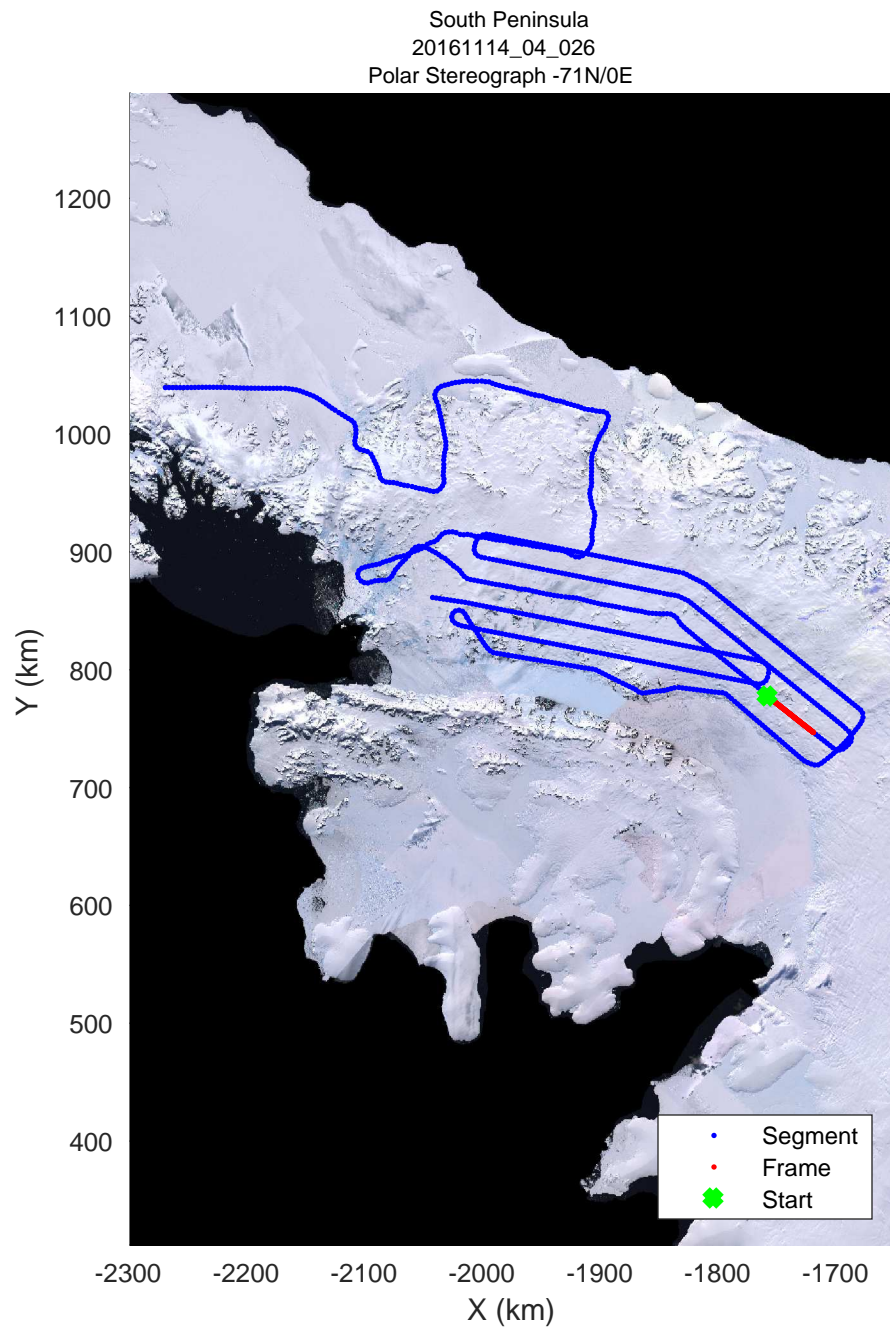 South Peninsula
20161114_04_026
Polar Stereograph -71N/0E
1200
1100
1000
900
800
700
600
500
400
Y (km)
-2300 -2200 -2100 -2000 -1900 -1800 -1700
X (km)
Segment
Frame
Start